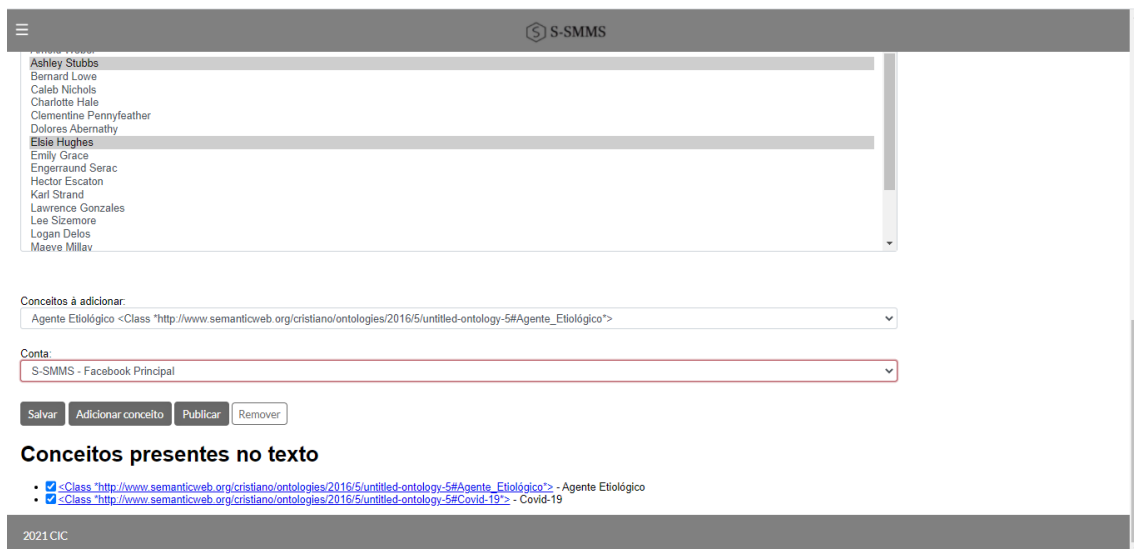 ☰ S-SMMS
Ashley Stubbs
Bernard Lowe
Caleb Nichols
Charlotte Hale
Clementine Pennyfeather
Dolores Abernathy
Elsie Hughes
Emily Grace
Engerraund Serac
Hector Escaton
Karl Strand
Lawrence Gonzales
Lee Sizemore
Logan Delos
Maeve Millay
Conceitos à adicionar:
Agente Etiológico <Class "http://www.semanticweb.org/cristiano/ontologies/2016/5/untitled-ontology-5#Agente_Etiológico">
Conta:
S-SMMS - Facebook Principal
Salvar Adicionar conceito Publicar Remover
Conceitos presentes no texto
<Class "http://www.semanticweb.org/cristiano/ontologies/2016/5/untitled-ontology-5#Agente_Etiológico"> - Agente Etiológico
<Class "http://www.semanticweb.org/cristiano/ontologies/2016/5/untitled-ontology-5#Covid-19"> - Covid-19
2021 CIC